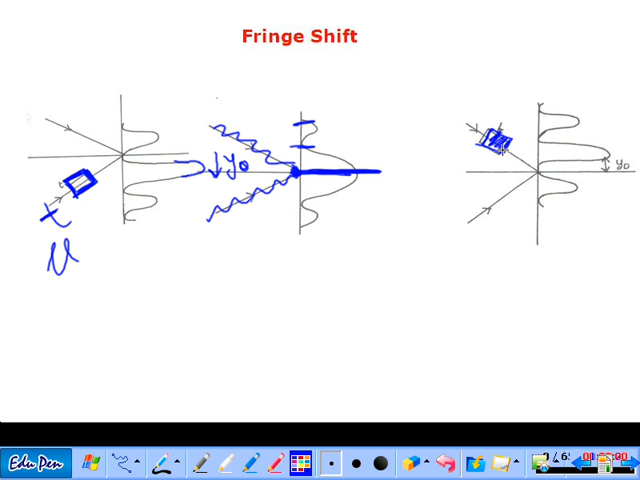 Fringe Shift
t
y₀
t
μ
y₀
Edu Pen